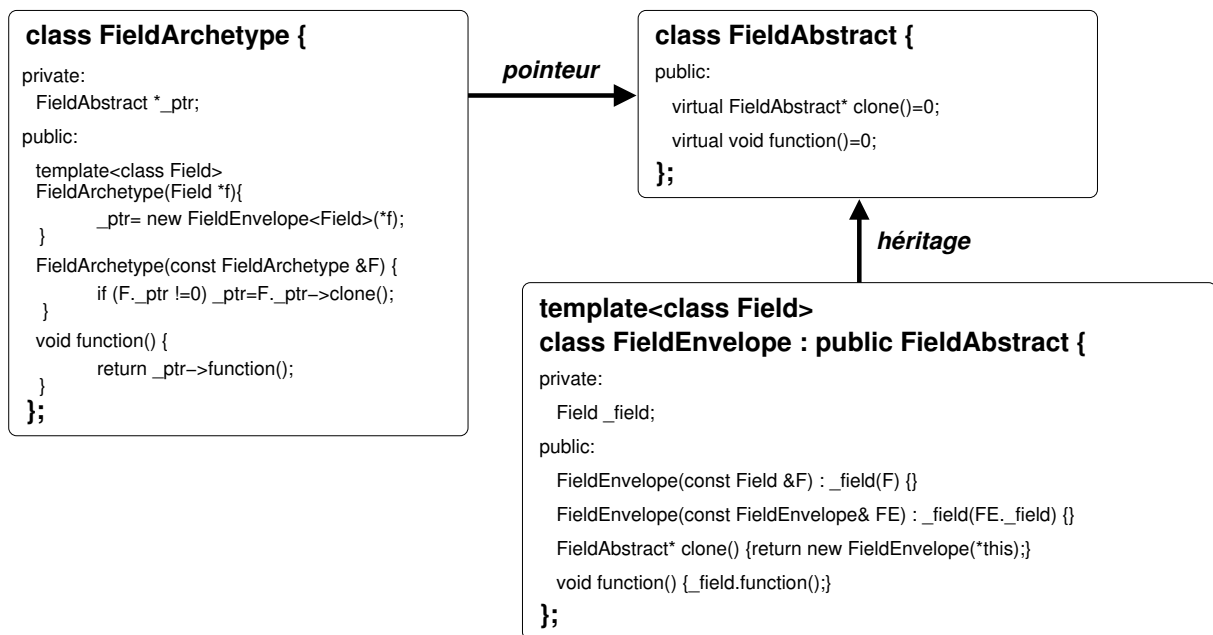 class FieldArchetype {
private:
FieldAbstract *_ptr;
public:
template<class Field>
FieldArchetype(Field *f){
_ptr= new FieldEnvelope<Field>(*f);
}
FieldArchetype(const FieldArchetype &F) {
if (F._ptr !=0) _ptr=F._ptr−>clone();
}
void function() {
return _ptr−>function();
}
};
pointeur
class FieldAbstract {
public:
virtual FieldAbstract* clone()=0;
virtual void function()=0;
};
héritage
template<class Field>
class FieldEnvelope : public FieldAbstract {
private:
Field _field;
public:
FieldEnvelope(const Field &F) : _field(F) {}
FieldEnvelope(const FieldEnvelope& FE) : _field(FE._field) {}
FieldAbstract* clone() {return new FieldEnvelope(*this);}
void function() {_field.function();}
};